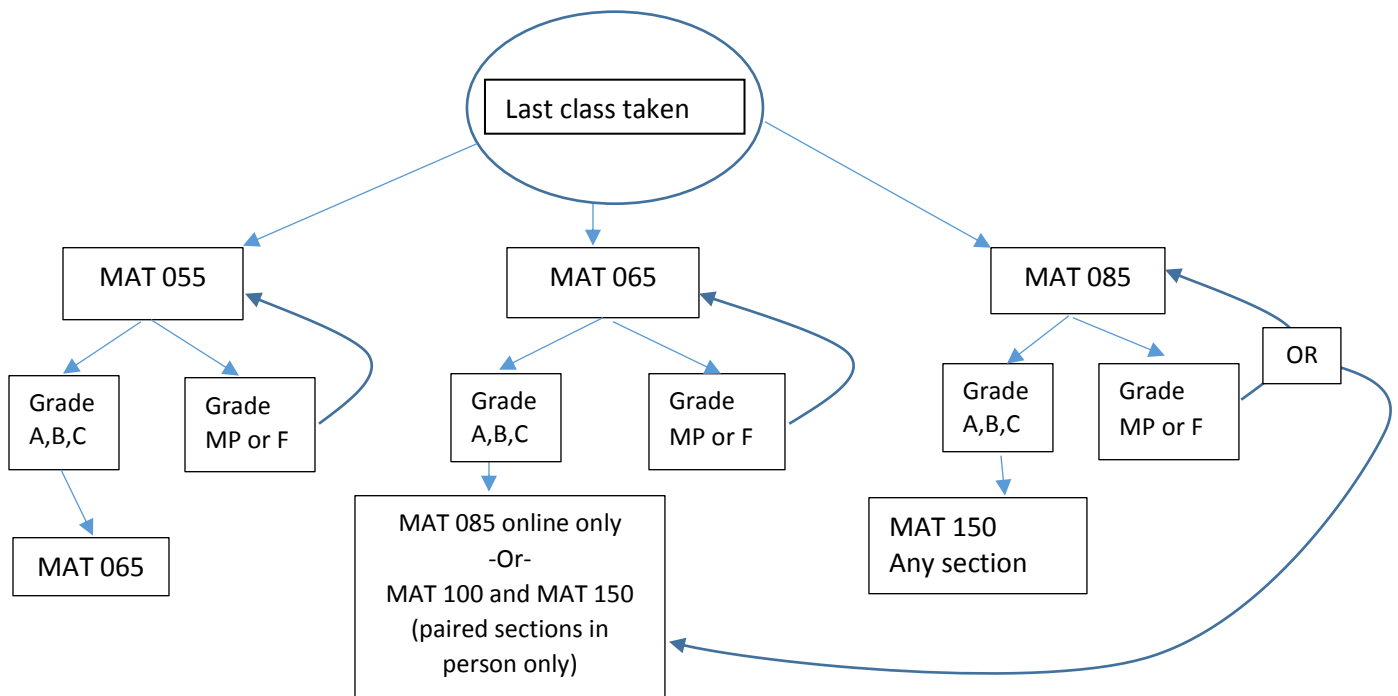 Last class taken
MAT 055
MAT 065
MAT 085
OR
Grade
A,B,C
Grade
MP or F
Grade
A,B,C
Grade
MP or F
Grade
A,B,C
Grade
MP or F
MAT 065
MAT 085 online only
-Or-
MAT 100 and MAT 150
(paired sections in
person only)
MAT 150
Any section